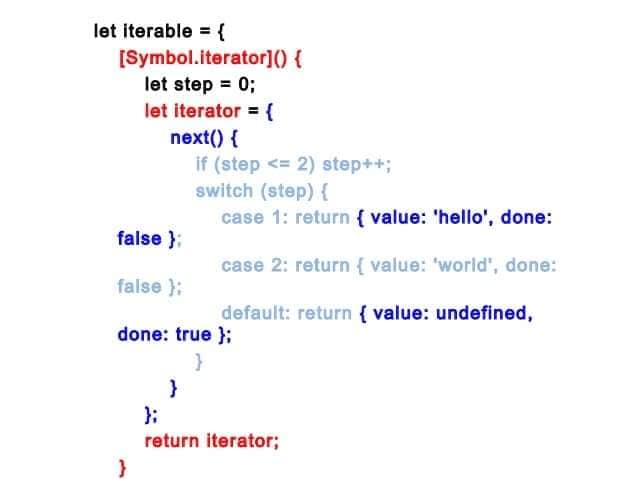 let iterable = {
[Symbol.iterator]() {
let step = 0;
let iterator = {
next() {
if (step <= 2) step++;
switch (step) {
case 1: return { value: 'hello', done:
false };
case 2: return { value: 'world', done:
false };
default: return { value: undefined,
done: true };
}
}
};
return iterator;
}